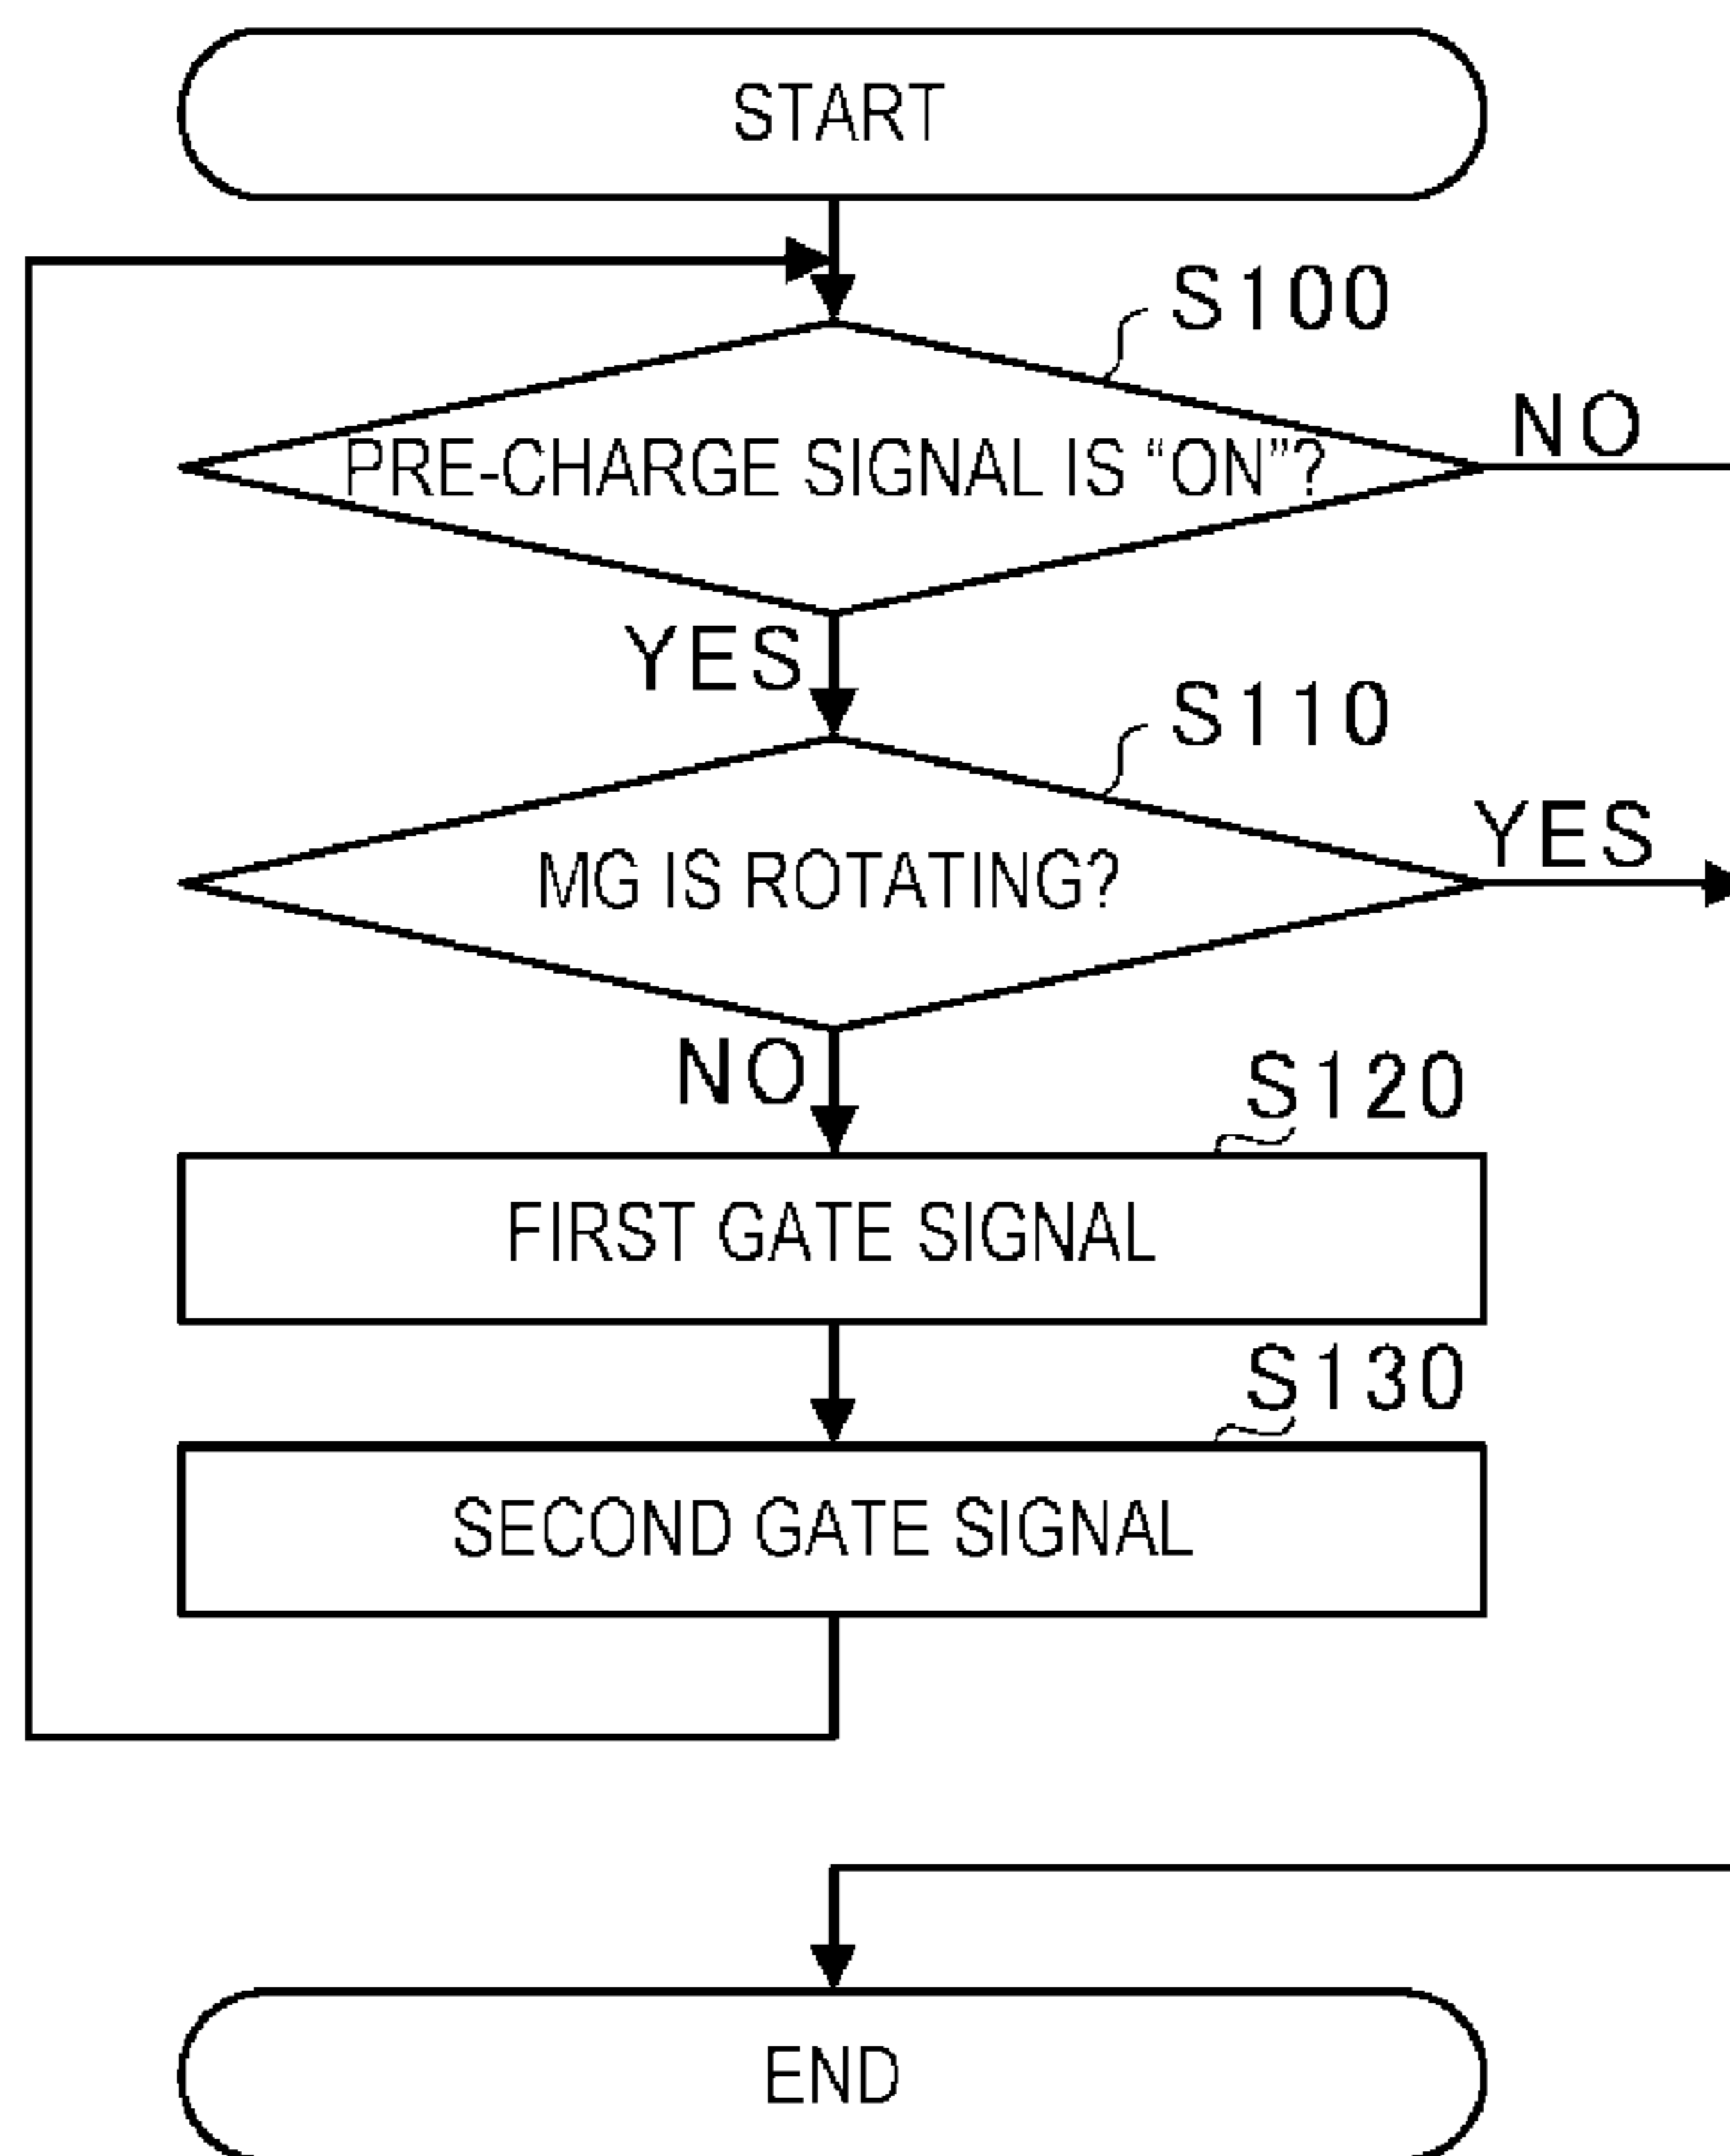 START
S100
NO
PRE-CHARGE SIGNAL IS “ON”?
YES
S110
YES
MG IS ROTATING?
NO
S120
FIRST GATE SIGNAL
S130
SECOND GATE SIGNAL
END